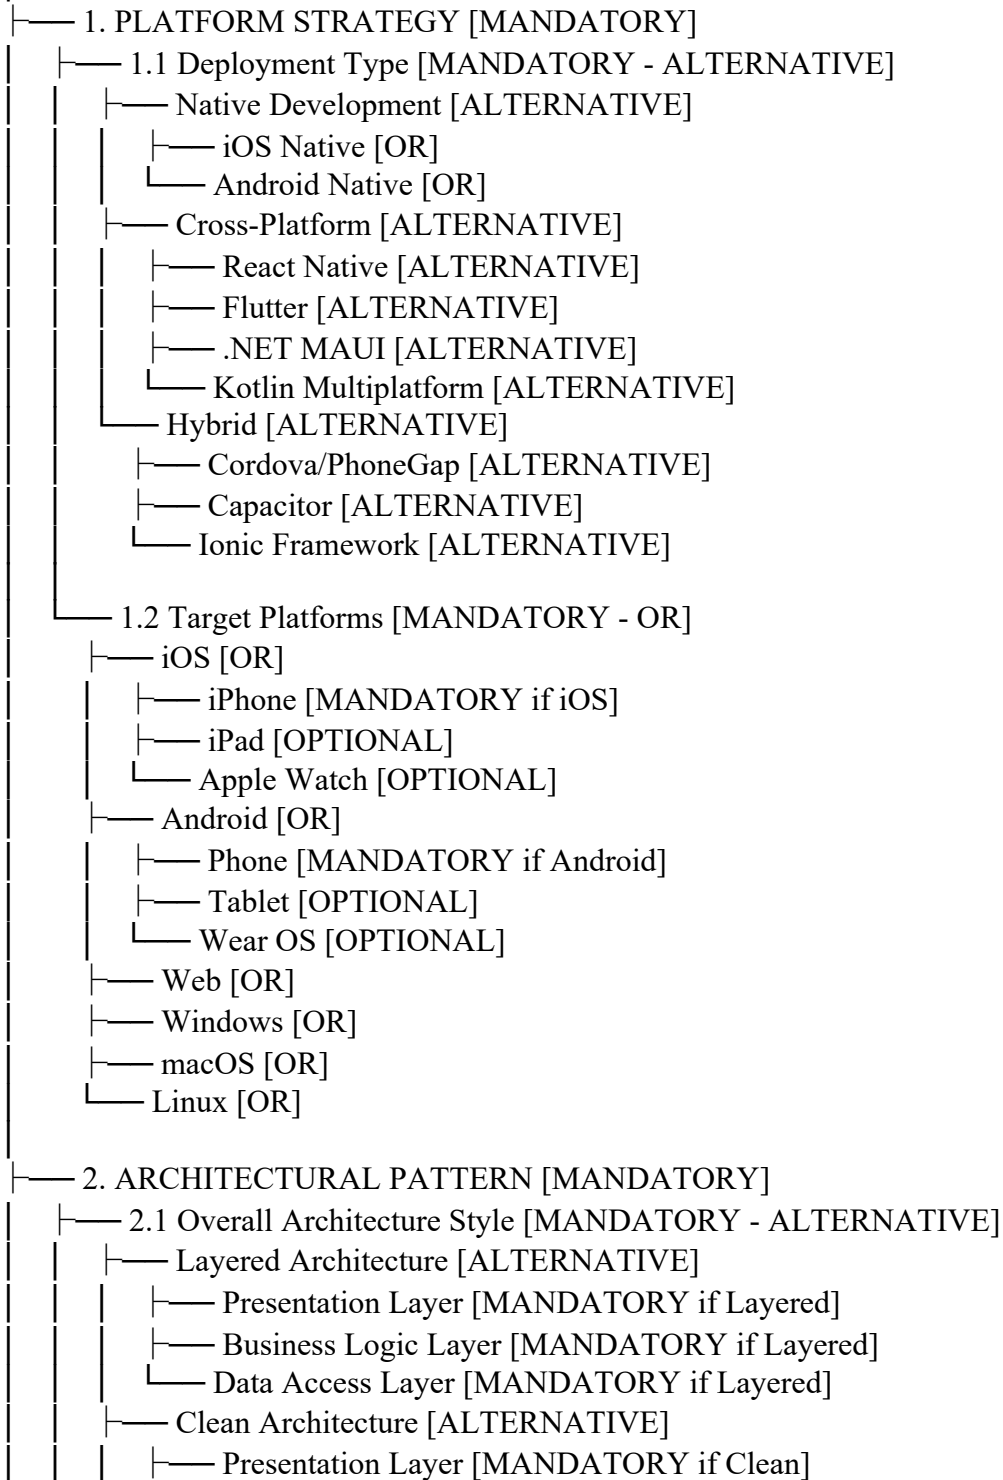 ├── 1. PLATFORM STRATEGY [MANDATORY]
│ ├── 1.1 Deployment Type [MANDATORY - ALTERNATIVE]
│ │ ├── Native Development [ALTERNATIVE]
│ │ │ ├── iOS Native [OR]
│ │ │ └── Android Native [OR]
│ │ ├── Cross-Platform [ALTERNATIVE]
│ │ │ ├── React Native [ALTERNATIVE]
│ │ │ ├── Flutter [ALTERNATIVE]
│ │ │ ├── .NET MAUI [ALTERNATIVE]
│ │ │ └── Kotlin Multiplatform [ALTERNATIVE]
│ │ └── Hybrid [ALTERNATIVE]
│ │ ├── Cordova/PhoneGap [ALTERNATIVE]
│ │ ├── Capacitor [ALTERNATIVE]
│ │ └── Ionic Framework [ALTERNATIVE]
│ │
│ └── 1.2 Target Platforms [MANDATORY - OR]
│ ├── iOS [OR]
│ │ ├── iPhone [MANDATORY if iOS]
│ │ ├── iPad [OPTIONAL]
│ │ └── Apple Watch [OPTIONAL]
│ ├── Android [OR]
│ │ ├── Phone [MANDATORY if Android]
│ │ ├── Tablet [OPTIONAL]
│ │ └── Wear OS [OPTIONAL]
│ ├── Web [OR]
│ ├── Windows [OR]
│ ├── macOS [OR]
│ └── Linux [OR]
│
├── 2. ARCHITECTURAL PATTERN [MANDATORY]
│ ├── 2.1 Overall Architecture Style [MANDATORY - ALTERNATIVE]
│ │ ├── Layered Architecture [ALTERNATIVE]
│ │ │ ├── Presentation Layer [MANDATORY if Layered]
│ │ │ ├── Business Logic Layer [MANDATORY if Layered]
│ │ │ └── Data Access Layer [MANDATORY if Layered]
│ │ ├── Clean Architecture [ALTERNATIVE]
│ │ │ ├── Presentation Layer [MANDATORY if Clean]